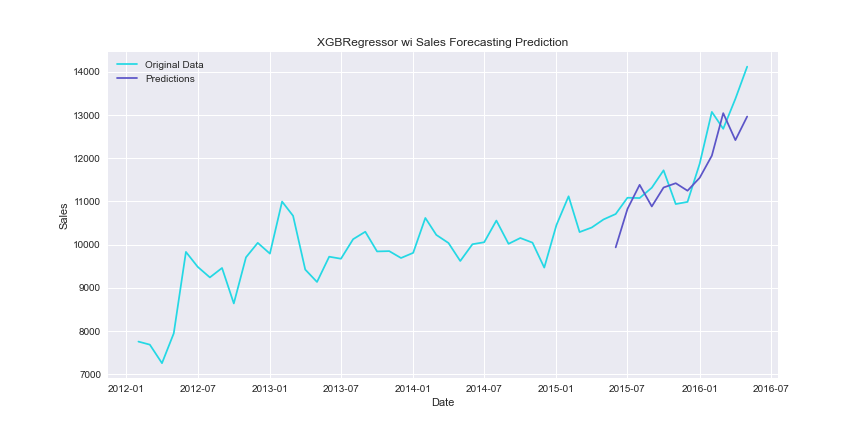 XGBRegressor wi Sales Forecasting Prediction
Original Data
Predictions
14000
13000
12000
11000
10000
9000
8000
7000
Sales
2012-01 2012-07 2013-01 2013-07 2014-01 2014-07 2015-01 2015-07 2016-01 2016-07
Date